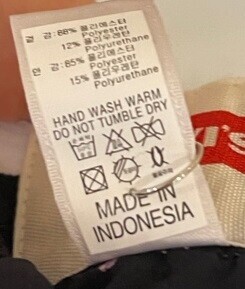 겉 감: 88% 폴리에스터
Polyester
12% 폴리우레탄
Polyurethane
안 감: 85% 폴리에스터
Polyester
15% 폴리우레탄
Polyurethane
HAND WASH WARM
DO NOT TUMBLE DRY
MADE IN
INDONESIA
's